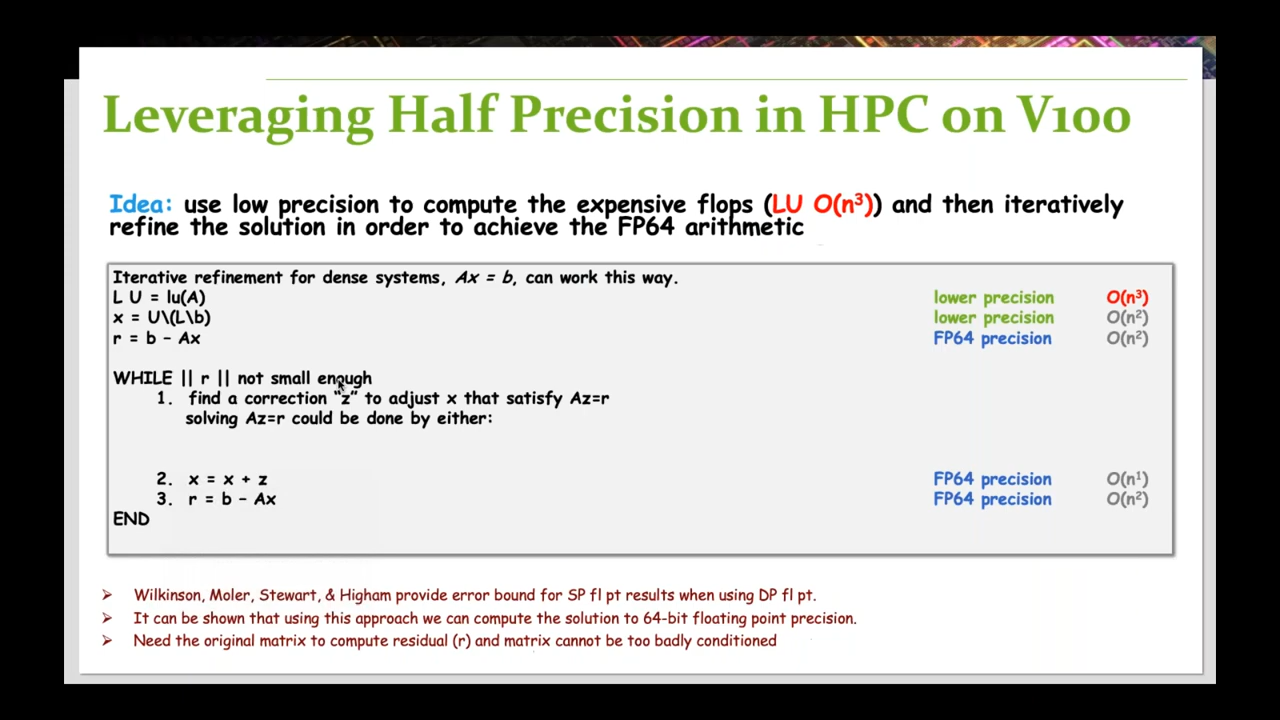 Leveraging Half Precision in HPC on V100
Idea: use low precision to compute the expensive flops (LU O(n³)) and then iteratively
refine the solution in order to achieve the FP64 arithmetic
Iterative refinement for dense systems, Ax = b, can work this way.
L U = lu(A) lower precision O(n³)
x = U\(L\b) lower precision O(n²)
r = b – Ax FP64 precision O(n²)
WHILE || r || not small enough
1. find a correction “z” to adjust x that satisfy Az=r
solving Az=r could be done by either:
2. x = x + z FP64 precision O(n¹)
3. r = b – Ax FP64 precision O(n²)
END
➢ Wilkinson, Moler, Stewart, & Higham provide error bound for SP fl pt results when using DP fl pt.
➢ It can be shown that using this approach we can compute the solution to 64-bit floating point precision.
➢ Need the original matrix to compute residual (r) and matrix cannot be too badly conditioned